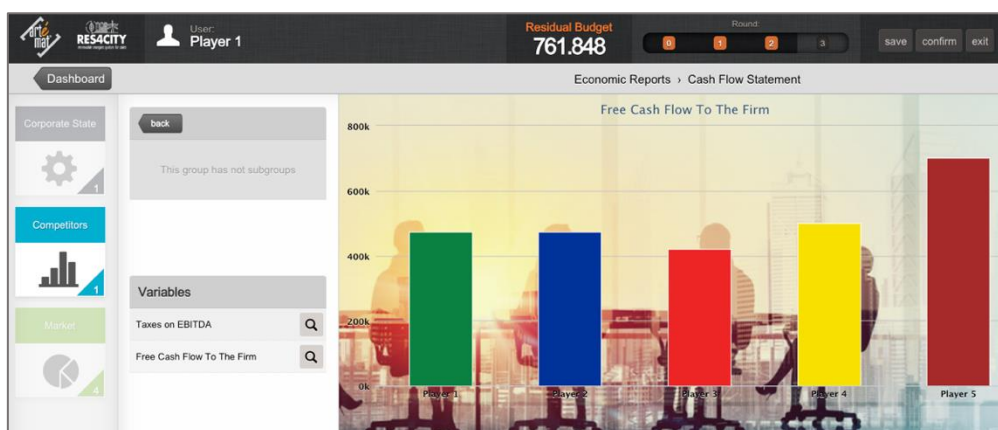 arté
mat
RES4CITY
User:
Player 1
Residual Budget
761.848
Round:
0 1 2 3
save confirm exit
Dashboard
Economic Reports › Cash Flow Statement
Corporate State
1
Competitors
1
Market
4
back
This group has not subgroups
Variables
Taxes on EBITDA
Free Cash Flow To The Firm
Free Cash Flow To The Firm
800k
600k
400k
200k
0k
Player 1 Player 2 Player 3 Player 4 Player 5